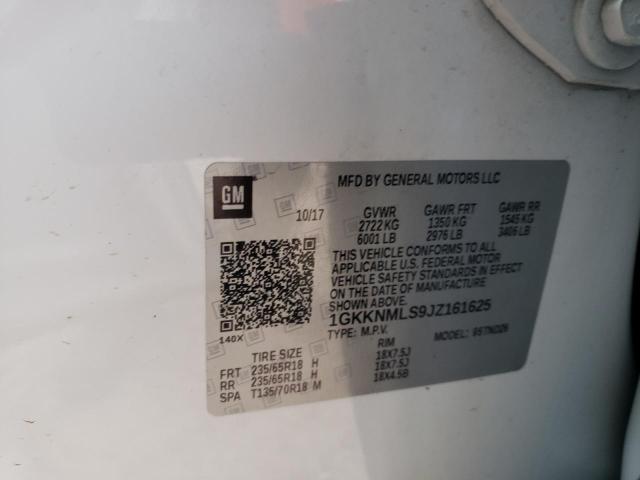 GM
MFD BY GENERAL MOTORS LLC
10/17 GVWR GAWR FRT GAWR RR
2722 KG 1350 KG 1545 KG
6001 LB 2976 LB 3406 LB
THIS VEHICLE CONFORMS TO ALL
APPLICABLE U.S. FEDERAL MOTOR
VEHICLE SAFETY STANDARDS IN EFFECT
ON THE DATE OF MANUFACTURE
SHOWN ABOVE.
1GKKNMLS9JZ161625
TYPE: M.P.V. MODEL:
140X
TIRE SIZE RIM
FRT 235/65R18 H 18X7.5J
RR 235/65R18 H 18X7.5J
SPA T135/70R18 M 18X4.5B